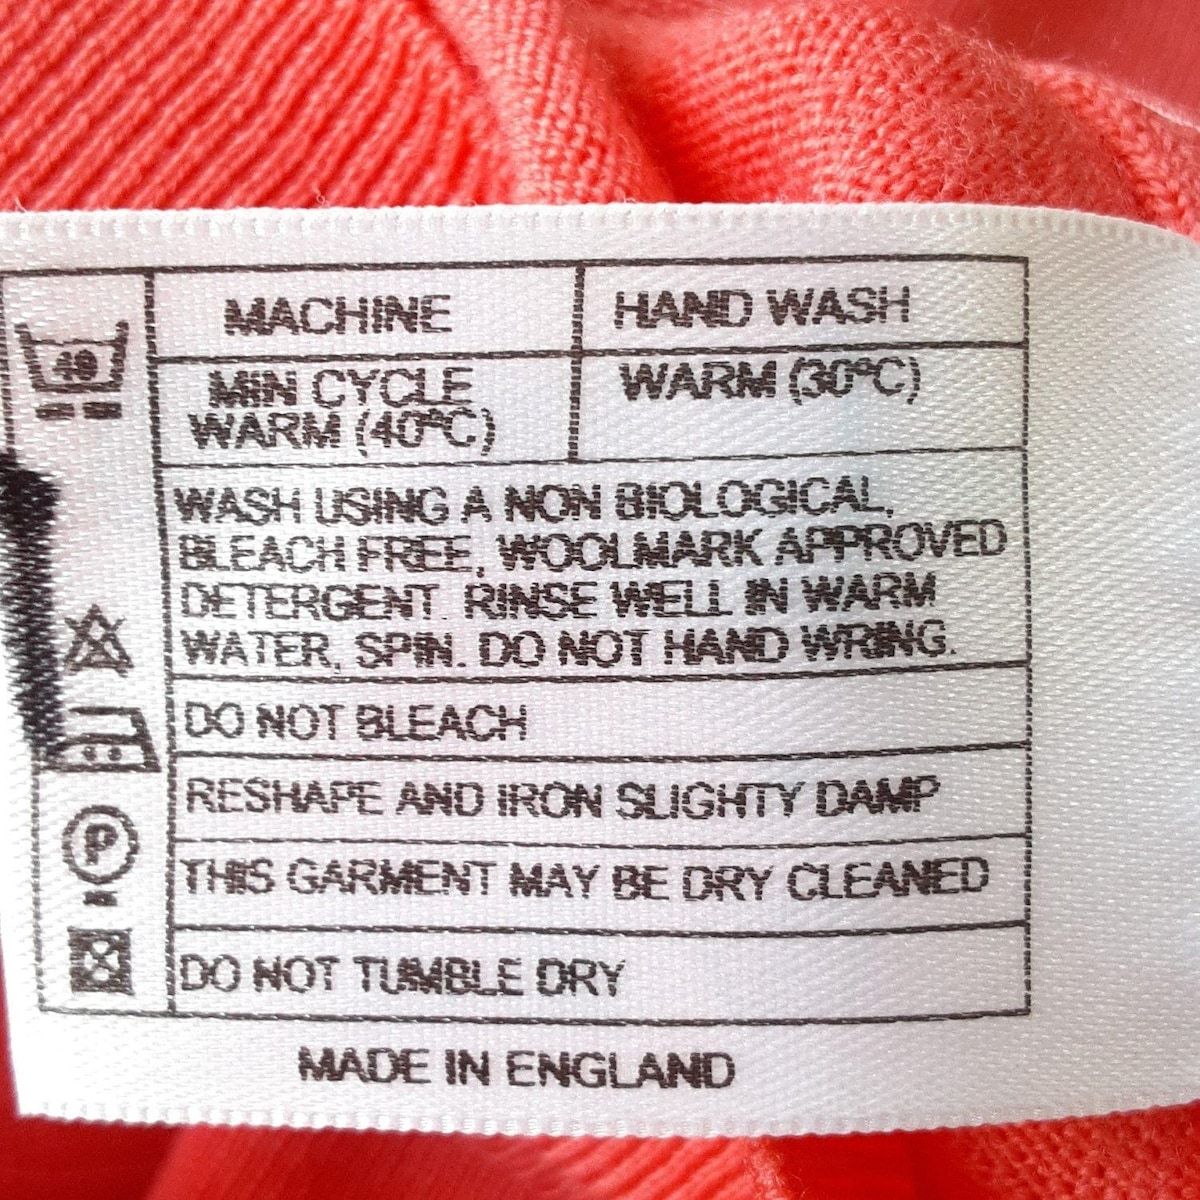 MACHINE
HAND WASH
40
MIN CYCLE
WARM (40°C)
WARM (30°C)
WASH USING A NON BIOLOGICAL,
BLEACH FREE, WOOLMARK APPROVED
DETERGENT. RINSE WELL IN WARM
WATER, SPIN. DO NOT HAND WRING.
DO NOT BLEACH
RESHAPE AND IRON SLIGHTY DAMP
P
THIS GARMENT MAY BE DRY CLEANED
DO NOT TUMBLE DRY
MADE IN ENGLAND